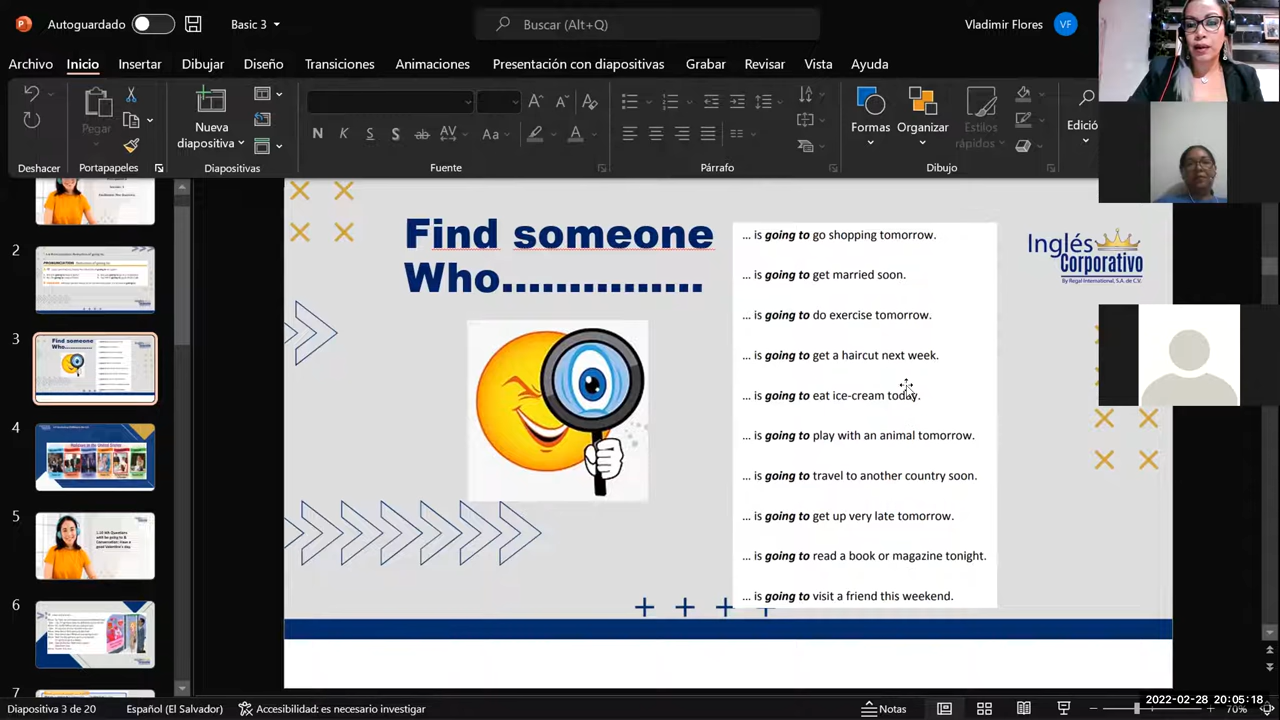 Autoguardado
Basic 3
Buscar (Alt+Q)
Vladimir Flores
VF
Archivo
Inicio
Insertar
Dibujar
Diseño
Transiciones
Animaciones
Presentación con diapositivas
Grabar
Revisar
Vista
Ayuda
Pegar
Nueva
diapositiva
Formas
Organizar
Estilos
rápidos
Edició
Deshacer
Portapapeles
Diapositivas
Fuente
Párrafo
Dibujo
Find someone
Who...............
... is going to go shopping tomorrow.
... is going to get married soon.
... is going to do exercise tomorrow.
... is going to get a haircut next week.
... is going to eat ice-cream today.
... is going to play with an animal tomorrow.
... is going to travel to another country soon.
... is going to get up very late tomorrow.
... is going to read a book or magazine tonight.
... is going to visit a friend this weekend.
Inglés
Corporativo
By Regal International, S.A. de C.V.
2
3
4
5
6
7
Diapositiva 3 de 20
Español (El Salvador)
Accesibilidad: es necesario investigar
Notas
2022-02-28 20:05:18
70%